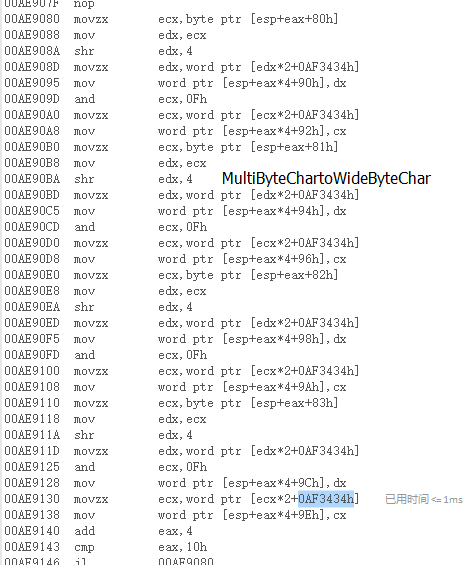 00AE907F nop
00AE9080 movzx ecx,byte ptr [esp+eax+80h]
00AE9088 mov edx,ecx
00AE908A shr edx,4
00AE908D movzx edx,word ptr [edx*2+0AF3434h]
00AE9095 mov word ptr [esp+eax*4+90h],dx
00AE909D and ecx,0Fh
00AE90A0 movzx ecx,word ptr [ecx*2+0AF3434h]
00AE90A8 mov word ptr [esp+eax*4+92h],cx
00AE90B0 movzx ecx,byte ptr [esp+eax+81h]
00AE90B8 mov edx,ecx
00AE90BA shr edx,4 MultiByteChartoWideByteChar
00AE90BD movzx edx,word ptr [edx*2+0AF3434h]
00AE90C5 mov word ptr [esp+eax*4+94h],dx
00AE90CD and ecx,0Fh
00AE90D0 movzx ecx,word ptr [ecx*2+0AF3434h]
00AE90D8 mov word ptr [esp+eax*4+96h],cx
00AE90E0 movzx ecx,byte ptr [esp+eax+82h]
00AE90E8 mov edx,ecx
00AE90EA shr edx,4
00AE90ED movzx edx,word ptr [edx*2+0AF3434h]
00AE90F5 mov word ptr [esp+eax*4+98h],dx
00AE90FD and ecx,0Fh
00AE9100 movzx ecx,word ptr [ecx*2+0AF3434h]
00AE9108 mov word ptr [esp+eax*4+9Ah],cx
00AE9110 movzx ecx,byte ptr [esp+eax+83h]
00AE9118 mov edx,ecx
00AE911A shr edx,4
00AE911D movzx edx,word ptr [edx*2+0AF3434h]
00AE9125 and ecx,0Fh
00AE9128 mov word ptr [esp+eax*4+9Ch],dx
00AE9130 movzx ecx,word ptr [ecx*2+0AF3434h] 已用时间 <= 1ms
00AE9138 mov word ptr [esp+eax*4+9Eh],cx
00AE9140 add eax,4
00AE9143 cmp eax,10h
00AE9146 jl 00AE9080